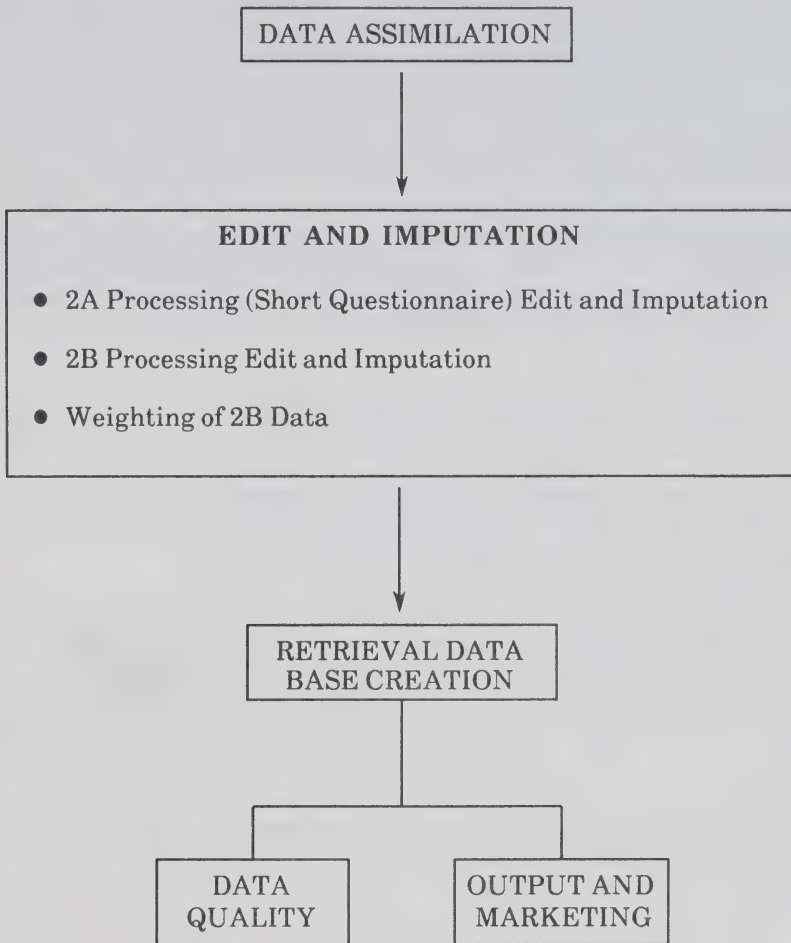 DATA ASSIMILATION
EDIT AND IMPUTATION
• 2A Processing (Short Questionnaire) Edit and Imputation
• 2B Processing Edit and Imputation
• Weighting of 2B Data
RETRIEVAL DATA
BASE CREATION
DATA
QUALITY
OUTPUT AND
MARKETING